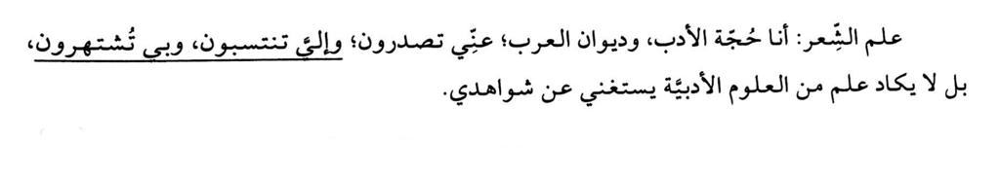 علم الشِّعر: أنا حُجّة الأدب، وديوان العرب؛ عنِّي تصدرون؛ وإليَّ تنتسبون، وبي تُشتهرون،
بل لا يكاد علم من العلوم الأدبيَّة يستغني عن شواهدي.